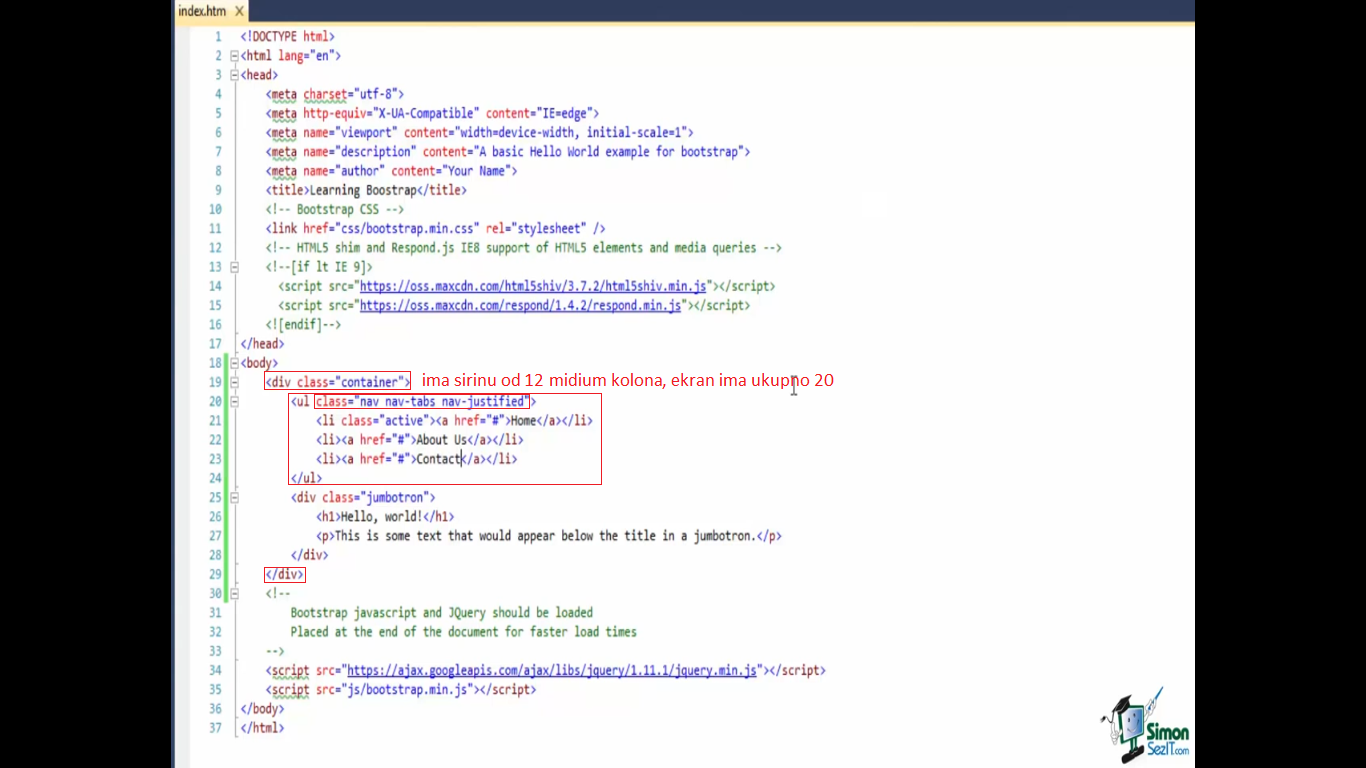 index.htm ×
1 <!DOCTYPE html>
2 <html lang="en">
3 <head>
4 <meta charset="utf-8">
5 <meta http-equiv="X-UA-Compatible" content="IE=edge">
6 <meta name="viewport" content="width=device-width, initial-scale=1">
7 <meta name="description" content="A basic Hello World example for bootstrap">
8 <meta name="author" content="Your Name">
9 <title>Learning Boostrap</title>
10 <!-- Bootstrap CSS -->
11 <link href="css/bootstrap.min.css" rel="stylesheet" />
12 <!-- HTML5 shim and Respond.js IE8 support of HTML5 elements and media queries -->
13 <!--[if lt IE 9]>
14 <script src="https://oss.maxcdn.com/html5shiv/3.7.2/html5shiv.min.js"></script>
15 <script src="https://oss.maxcdn.com/respond/1.4.2/respond.min.js"></script>
16 <![endif]-->
17 </head>
18 <body>
19 <div class="container"> ima sirinu od 12 midium kolona, ekran ima ukupno 20
20 <ul class="nav nav-tabs nav-justified">
21 <li class="active"><a href="#">Home</a></li>
22 <li><a href="#">About Us</a></li>
23 <li><a href="#">Contact</a></li>
24 </ul>
25 <div class="jumbotron">
26 <h1>Hello, world!</h1>
27 <p>This is some text that would appear below the title in a jumbotron.</p>
28 </div>
29 </div>
30 <!--
31 Bootstrap javascript and JQuery should be loaded
32 Placed at the end of the document for faster load times
33 -->
34 <script src="https://ajax.googleapis.com/ajax/libs/jquery/1.11.1/jquery.min.js"></script>
35 <script src="js/bootstrap.min.js"></script>
36 </body>
37 </html>
Simon
SezIT.com